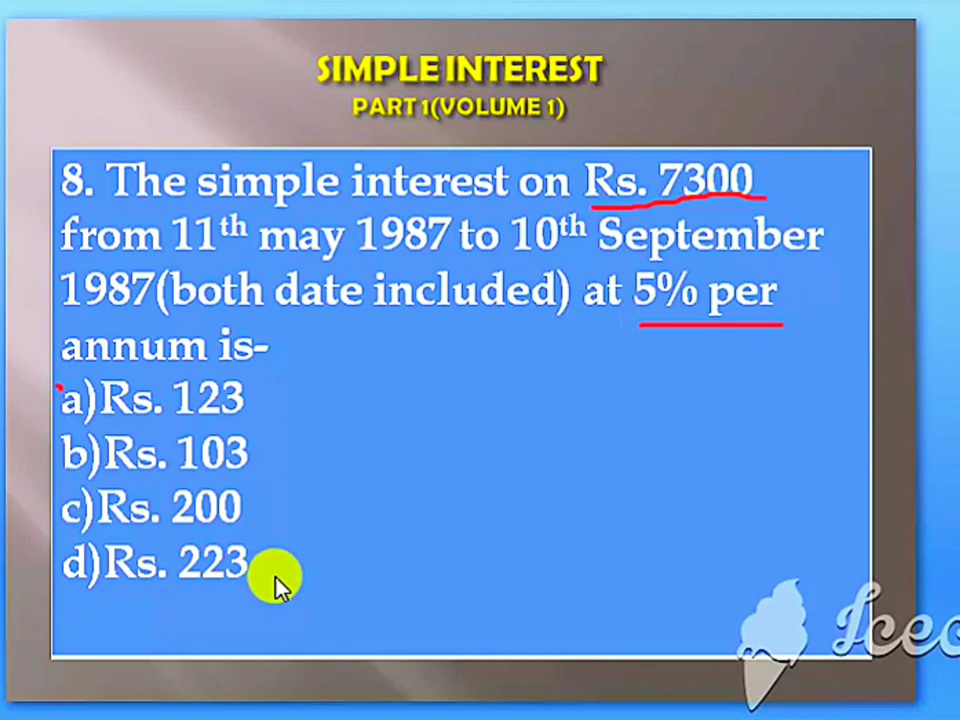 SIMPLE INTEREST
PART 1(VOLUME 1)
8. The simple interest on Rs. 7300
from 11th may 1987 to 10th September
1987(both date included) at 5% per
annum is-
a)Rs. 123
b)Rs. 103
c)Rs. 200
d)Rs. 223